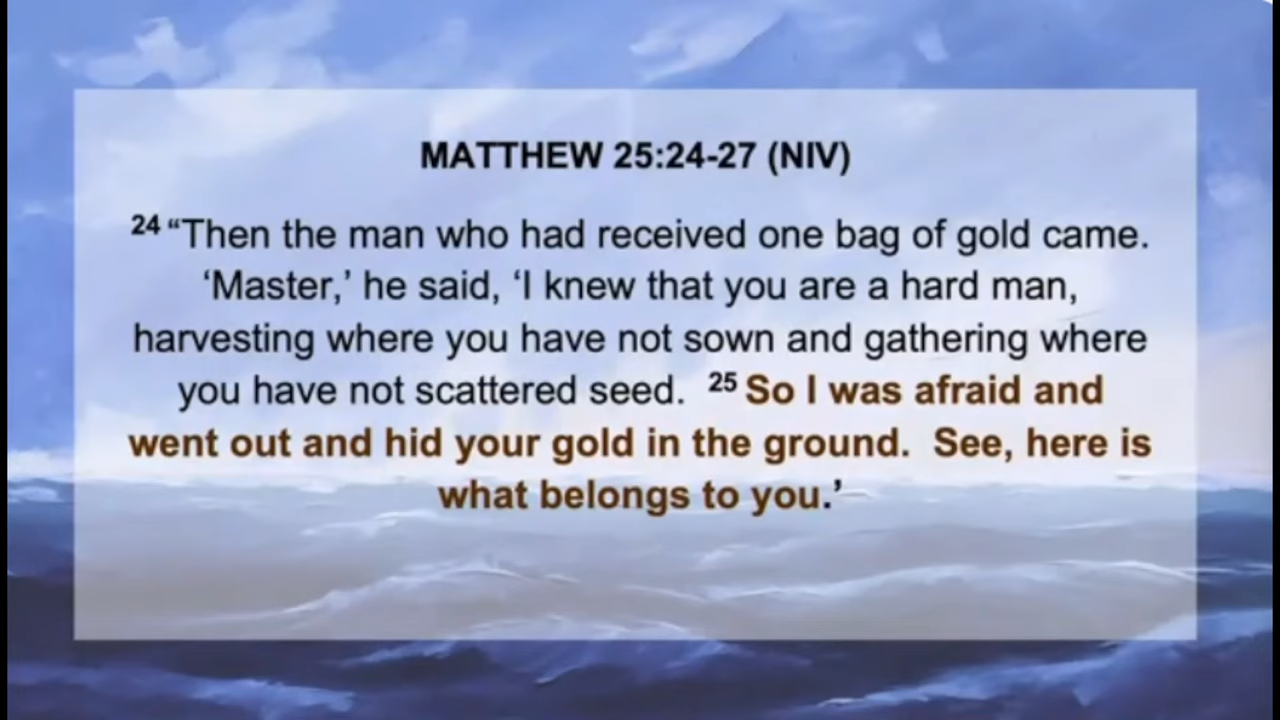 MATTHEW 25:24-27 (NIV)
24 “Then the man who had received one bag of gold came.
‘Master,’ he said, ‘I knew that you are a hard man,
harvesting where you have not sown and gathering where
you have not scattered seed.  25 So I was afraid and
went out and hid your gold in the ground.  See, here is
what belongs to you.’